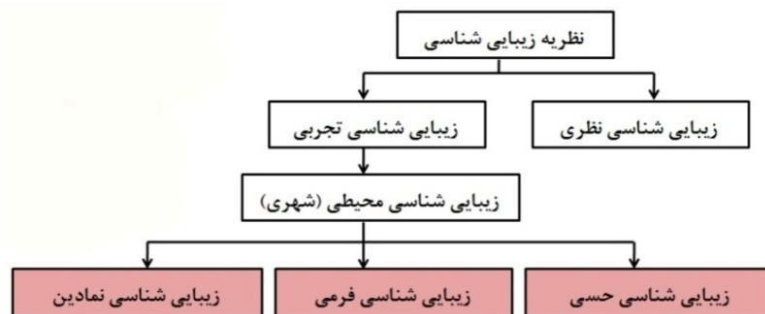 نظریه زیبایی شناسی
زیبایی شناسی نظری
زیبایی شناسی تجربی
زیبایی شناسی محیطی (شهری)
زیبایی شناسی حسی
زیبایی شناسی فرمی
زیبایی شناسی نمادین